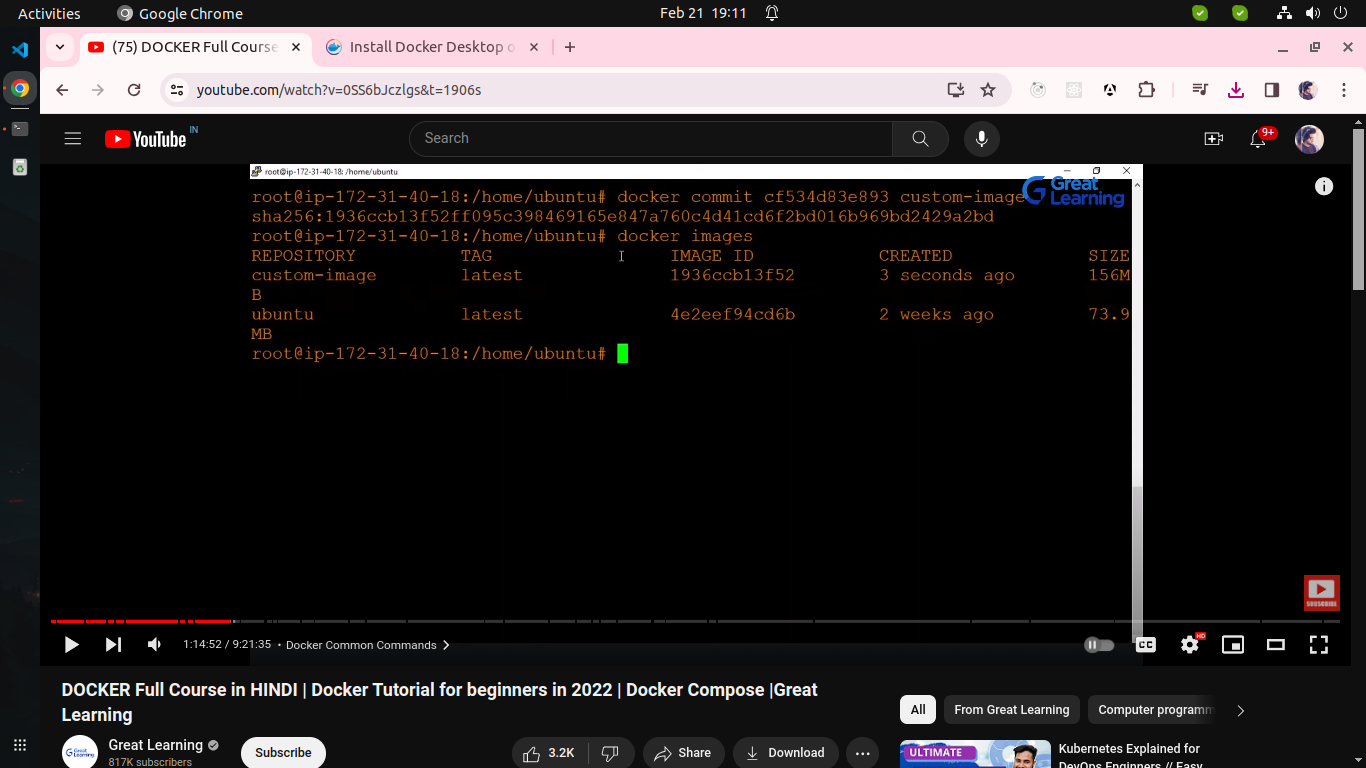 Activities
Google Chrome
Feb 21 19:11
(75) DOCKER Full Course
Install Docker Desktop o
youtube.com/watch?v=0SS6bJczlgs&t=1906s
YouTube IN
Search
9+
root@ip-172-31-40-18: /home/ubuntu
root@ip-172-31-40-18:/home/ubuntu# docker commit cf534d83e893 custom-image
Great Learning
sha256:1936ccb13f52ff095c398469165e847a760c4d41cd6f2bd016b969bd2429a2bd
root@ip-172-31-40-18:/home/ubuntu# docker images
REPOSITORY TAG IMAGE ID CREATED SIZE
custom-image latest 1936ccb13f52 3 seconds ago 156M
B
ubuntu latest 4e2eef94cd6b 2 weeks ago 73.9
MB
root@ip-172-31-40-18:/home/ubuntu#
SUBSCRIBE
1:14:52 / 9:21:35 • Docker Common Commands
CC
HD
DOCKER Full Course in HINDI | Docker Tutorial for beginners in 2022 | Docker Compose |Great
Learning
Great Learning
Great Learning
817K subscribers
Subscribe
3.2K
Share
Download
All
From Great Learning
Computer programm
ULTIMATE
Kubernetes Explained for
DevOps Enginners // Easy